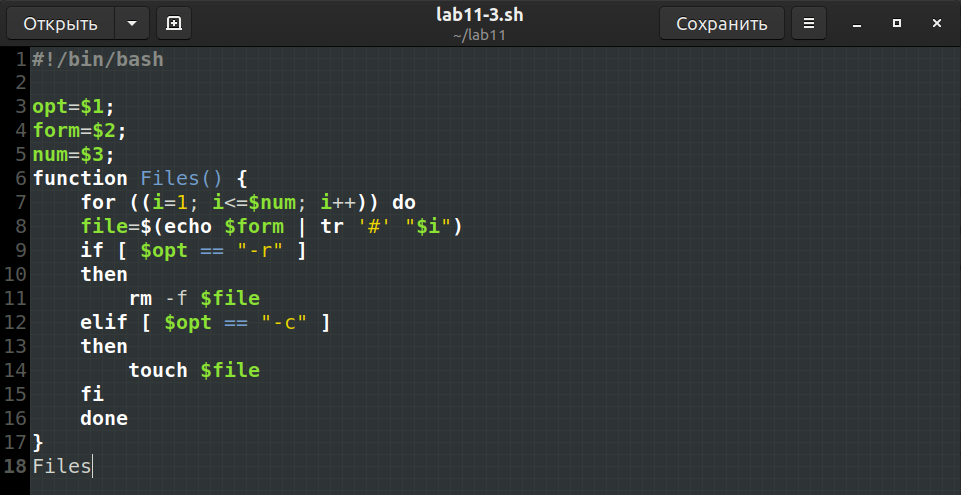 Открыть
lab11-3.sh
~/lab11
Сохранить
1 #!/bin/bash
2
3 opt=$1;
4 form=$2;
5 num=$3;
6 function Files() {
7     for ((i=1; i<=$num; i++)) do
8     file=$(echo $form | tr '#' "$i")
9     if [ $opt == "-r" ]
10     then
11         rm -f $file
12     elif [ $opt == "-c" ]
13     then
14         touch $file
15     fi
16     done
17 }
18 Files